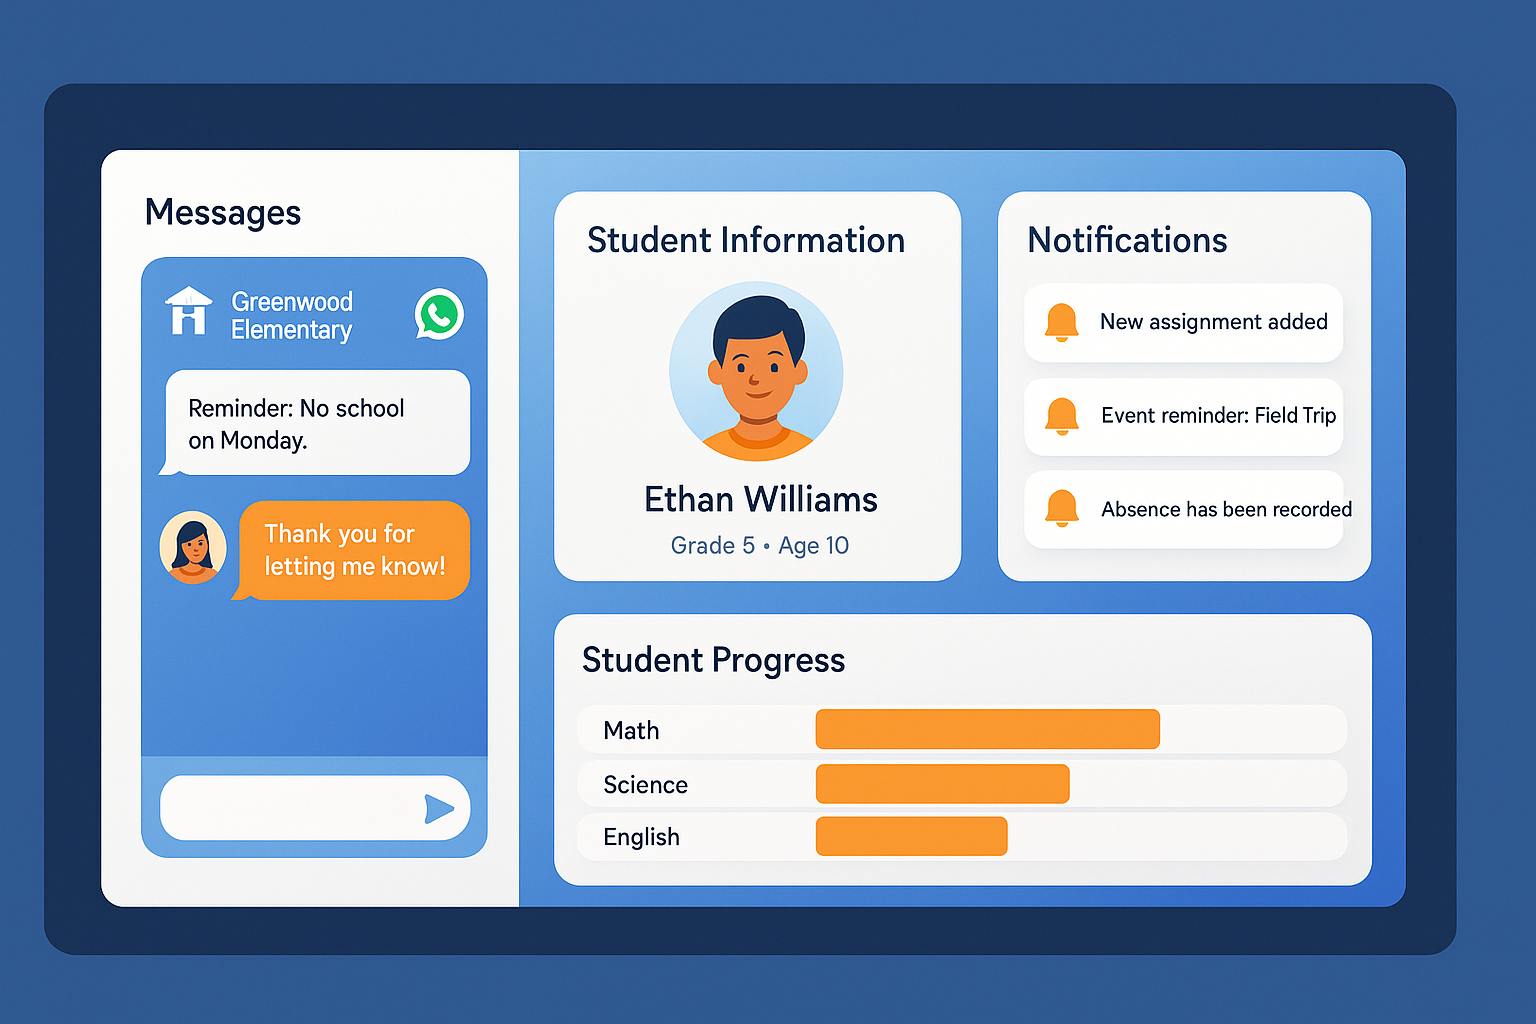 Messages
Greenwood
Elementary
Reminder: No school
on Monday.
Thank you for
letting me know!
Student Information
Ethan Williams
Grade 5 • Age 10
Notifications
New assignment added
Event reminder: Field Trip
Absence has been recorded
Student Progress
Math
Science
English